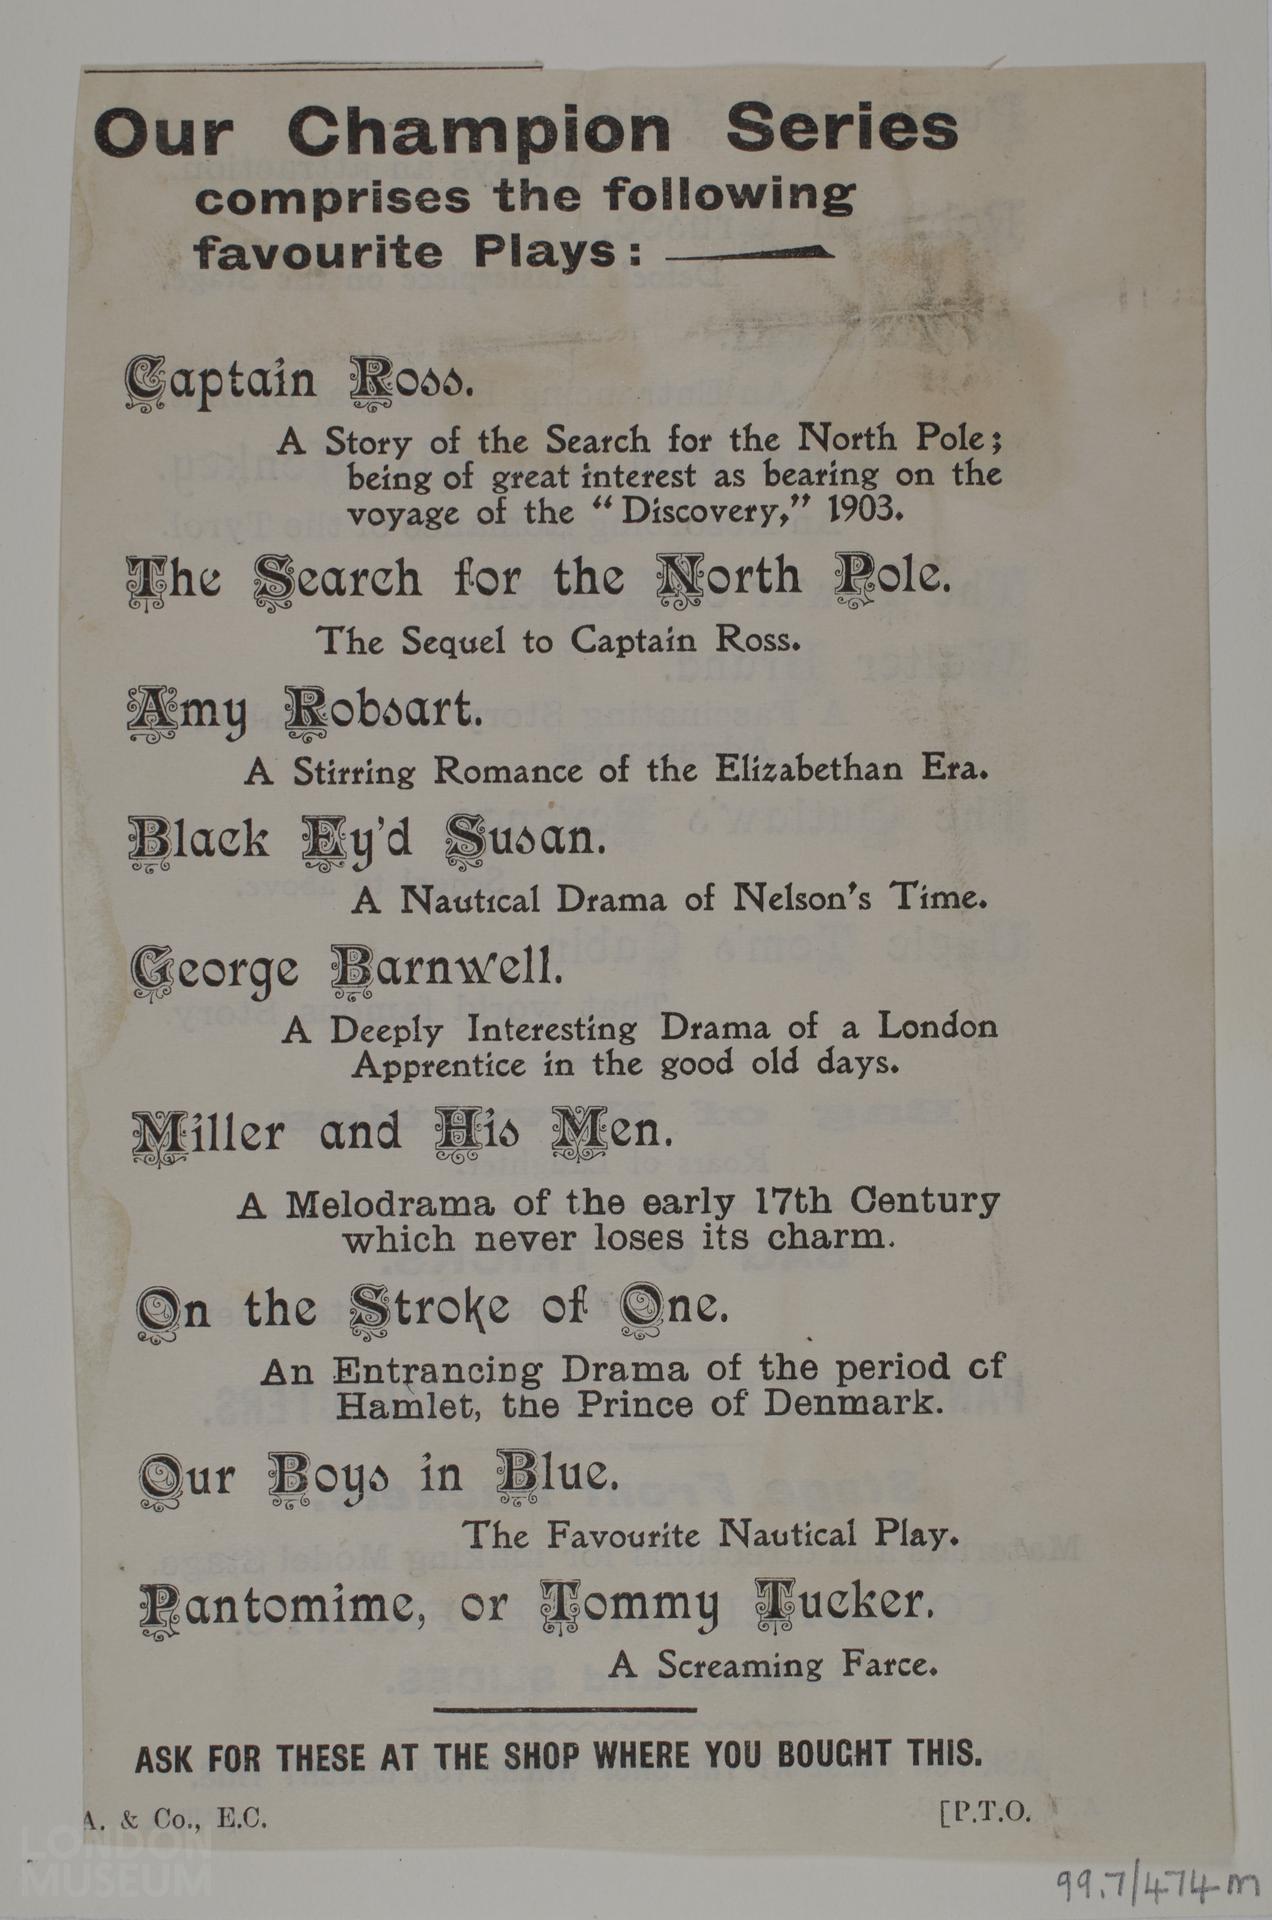 Our Champion Series
comprises the following
favourite Plays:
Captain Ross.
A Story of the Search for the North Pole;
being of great interest as bearing on the
voyage of the “Discovery,” 1903.
The Search for the North Pole.
The Sequel to Captain Ross.
Amy Robsart.
A Stirring Romance of the Elizabethan Era.
Black Ey’d Susan.
A Nautical Drama of Nelson’s Time.
George Barnwell.
A Deeply Interesting Drama of a London
Apprentice in the good old days.
Miller and His Men.
A Melodrama of the early 17th Century
which never loses its charm.
On the Stroke of One.
An Entrancing Drama of the period of
Hamlet, the Prince of Denmark.
Our Boys in Blue.
The Favourite Nautical Play.
Pantomime, or Tommy Tucker.
A Screaming Farce.
ASK FOR THESE AT THE SHOP WHERE YOU BOUGHT THIS.
A. & Co., E.C. [P.T.O.
LONDON
MUSEUM
99.7/474m